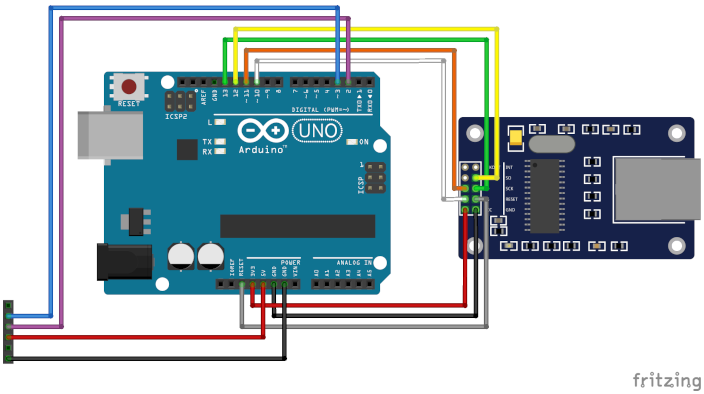 RESET
ICSP2
AREF
GND
13
12
~11
~10
~9
8
7
~6
~5
4
~3
2
TXD▶1
RXD◀0
DIGITAL (PWM=~)
L
TX
RX
UNO
Arduino™
ON
1
ICSP
INT
SO
SCK
RESET
GND
IOREF
RESET
3V3
5V
GND
GND
VIN
POWER
ANALOG IN
A0
A1
A2
A3
A4
A5
fritzing